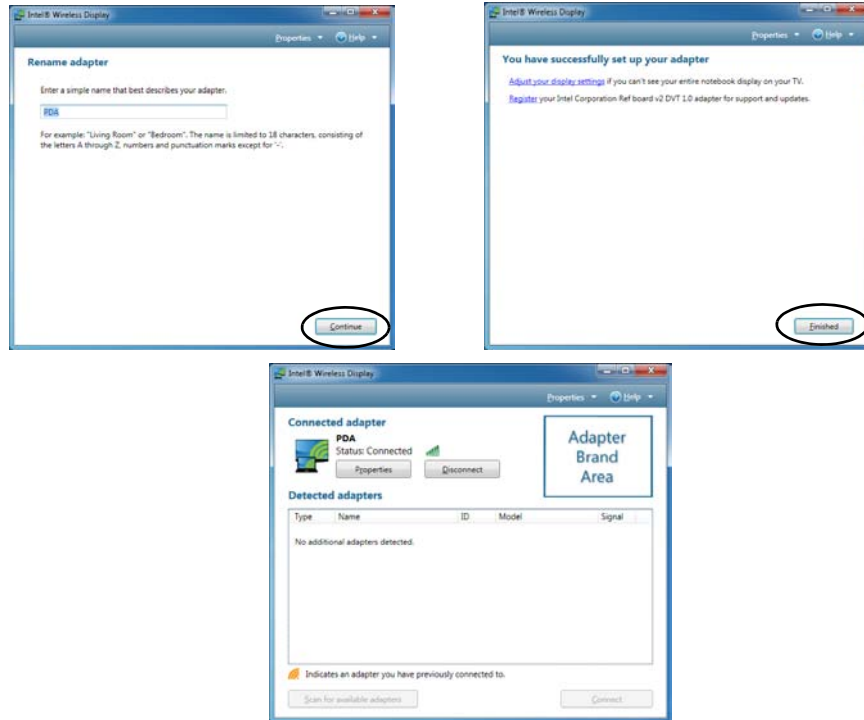 Intel® Wireless Display
Properties Help
Rename adapter
Enter a simple name that best describes your adapter.
PDA
For example: "Living Room" or "Bedroom". The name is limited to 18 characters, consisting of
the letters A through Z, numbers and punctuation marks except for '-'.
Continue
Intel® Wireless Display
Properties Help
You have successfully set up your adapter
Adjust your display settings if you can't see your entire notebook display on your TV.
Register your Intel Corporation Ref board v2 DVT 1.0 adapter for support and updates.
Finished
Intel® Wireless Display
Properties Help
Connected adapter
PDA
Status: Connected
Properties Disconnect
Adapter
Brand
Area
Detected adapters
Type Name ID Model Signal
No additional adapters detected.
Indicates an adapter you have previously connected to.
Scan for available adapters Connect